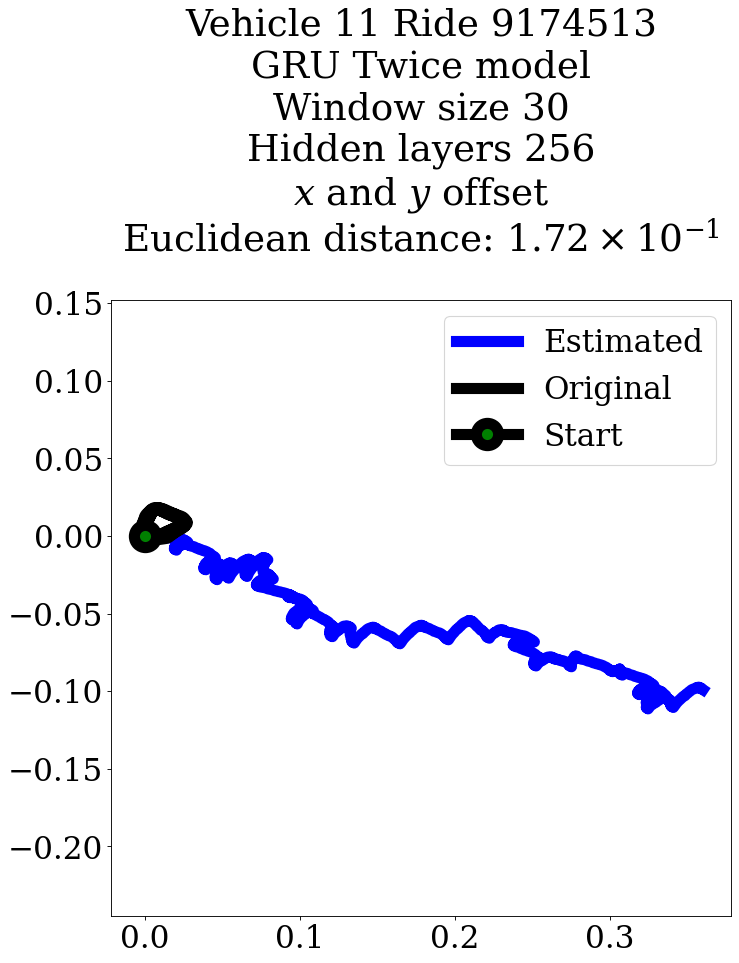 Vehicle 11 Ride 9174513
GRU Twice model
Window size 30
Hidden layers 256
x and y offset
Euclidean distance: 1.72 × 10⁻¹
0.15
0.10
0.05
0.00
−0.05
−0.10
−0.15
−0.20
Estimated
Original
Start
0.0 0.1 0.2 0.3